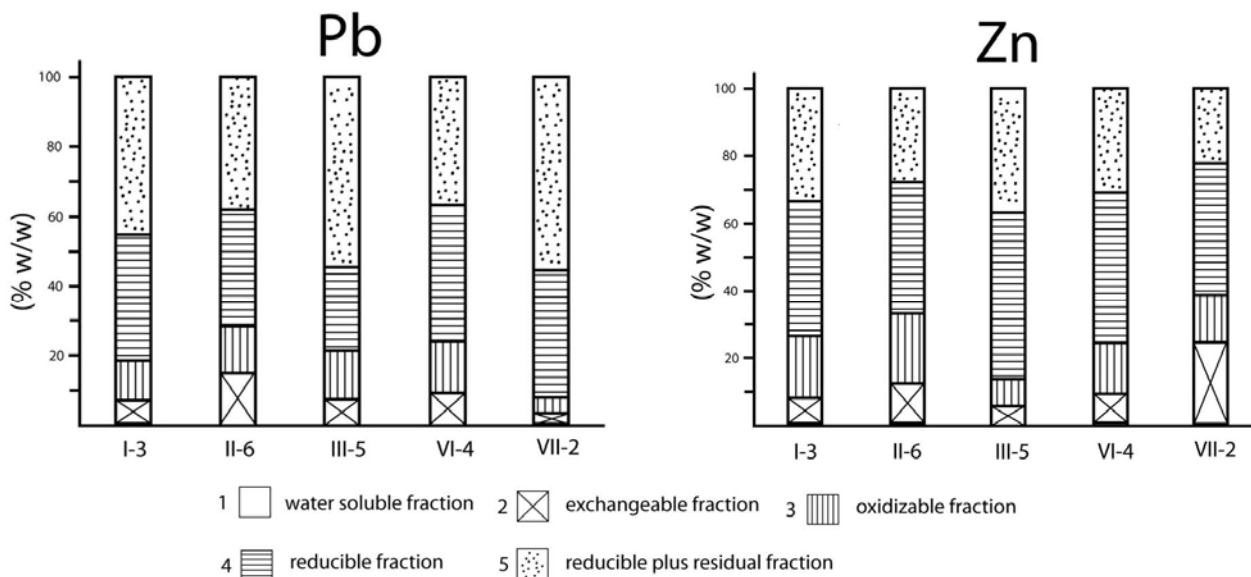 Pb
Zn
(% w/w)
100
80
60
40
20
I-3
II-6
III-5
VI-4
VII-2
(% w/w)
100
80
60
40
20
I-3
II-6
III-5
VI-4
VII-2
1 water soluble fraction
2 exchangeable fraction
3 oxidizable fraction
4 reducible fraction
5 reducible plus residual fraction